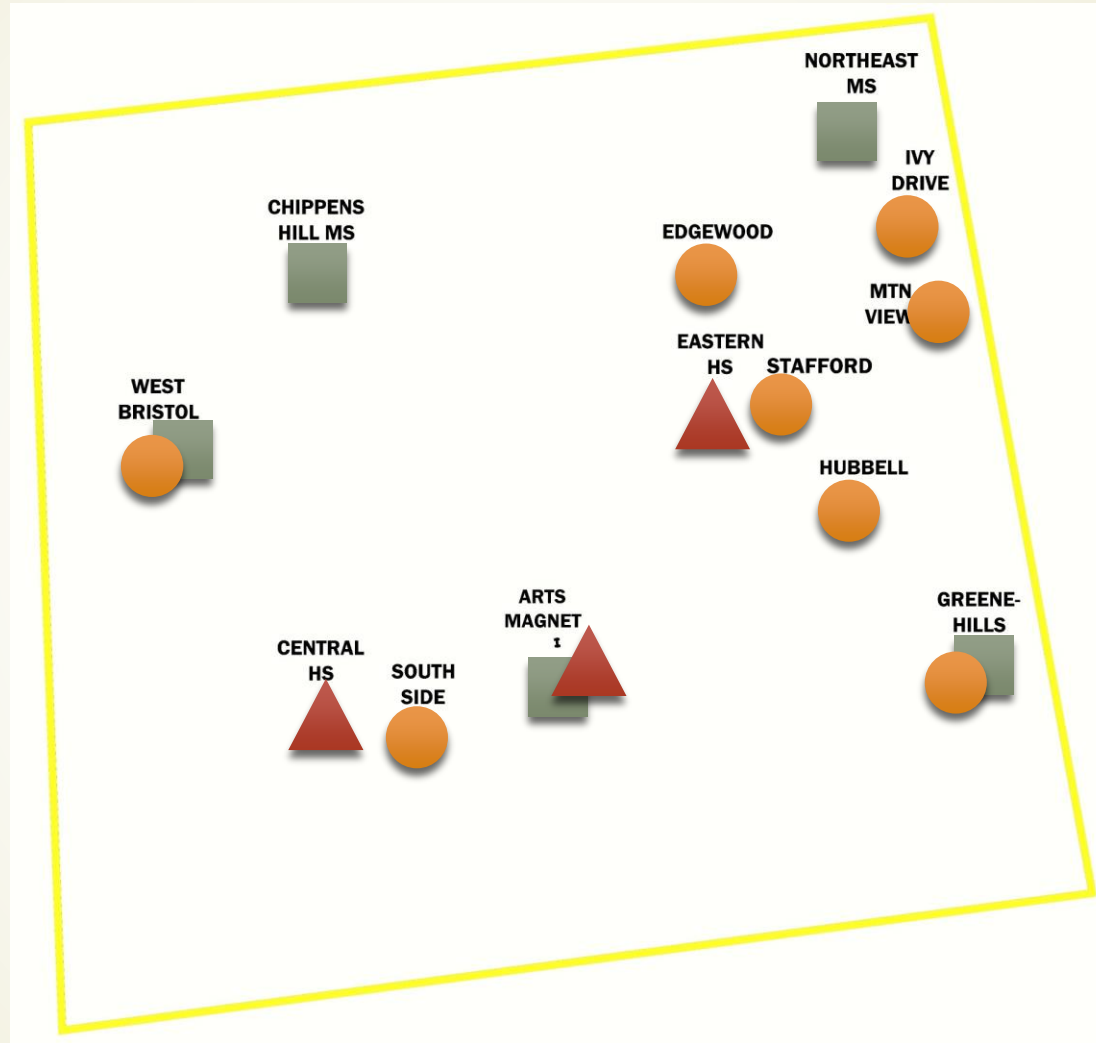 NORTHEAST
MS
IVY
DRIVE
CHIPPENS
HILL MS
EDGEWOOD
MTN
VIEW
EASTERN
HS
STAFFORD
WEST
BRISTOL
HUBBELL
ARTS
MAGNET
I
GREENE-
HILLS
CENTRAL
HS
SOUTH
SIDE